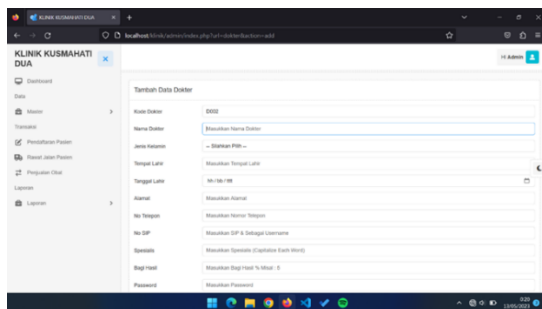 KLINIK KUSMAHATI DUA
localhost/klinik/admin/index.php?url=dokter&action=add
KLINIK KUSMAHATI
DUA
Hi Admin
Dashboard
Data
Master
Transaksi
Pendaftaran Pasien
Rawat Jalan Pasien
Penjualan Obat
Laporan
Laporan
Tambah Data Dokter
Kode Dokter
D002
Nama Dokter
Masukkan Nama Dokter
Jenis Kelamin
-- Silahkan Pilih --
Tempat Lahir
Masukkan Tempat Lahir
Tanggal Lahir
hh / bb / tttt
Alamat
Masukkan Alamat
No Telepon
Masukkan Nomor Telepon
No SIP
Masukkan SIP & Sebagai Username
Spesialis
Masukkan Spesialis (Capitalize Each Word)
Bagi Hasil
Masukkan Bagi Hasil % Misal : 5
Password
Masukkan Password
13/05/2023